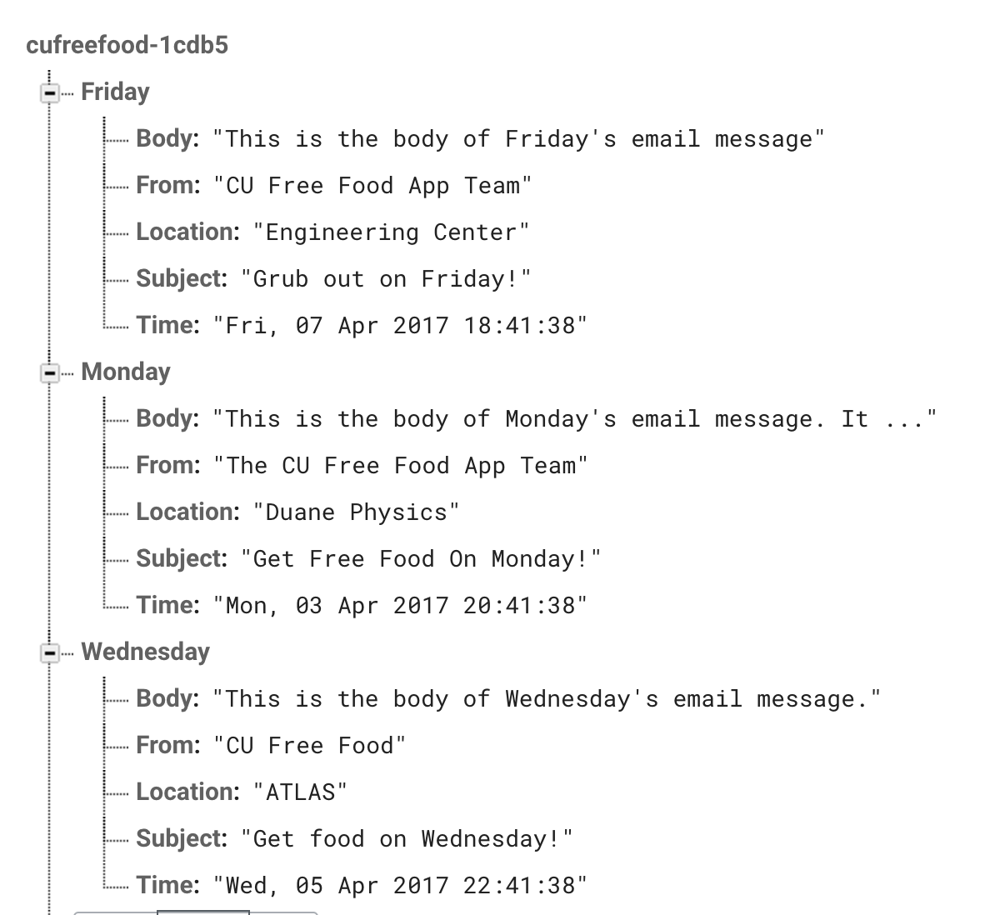 cufreefood-1cdb5
Friday
Body: "This is the body of Friday's email message"
From: "CU Free Food App Team"
Location: "Engineering Center"
Subject: "Grub out on Friday!"
Time: "Fri, 07 Apr 2017 18:41:38"
Monday
Body: "This is the body of Monday's email message. It ..."
From: "The CU Free Food App Team"
Location: "Duane Physics"
Subject: "Get Free Food On Monday!"
Time: "Mon, 03 Apr 2017 20:41:38"
Wednesday
Body: "This is the body of Wednesday's email message."
From: "CU Free Food"
Location: "ATLAS"
Subject: "Get food on Wednesday!"
Time: "Wed, 05 Apr 2017 22:41:38"